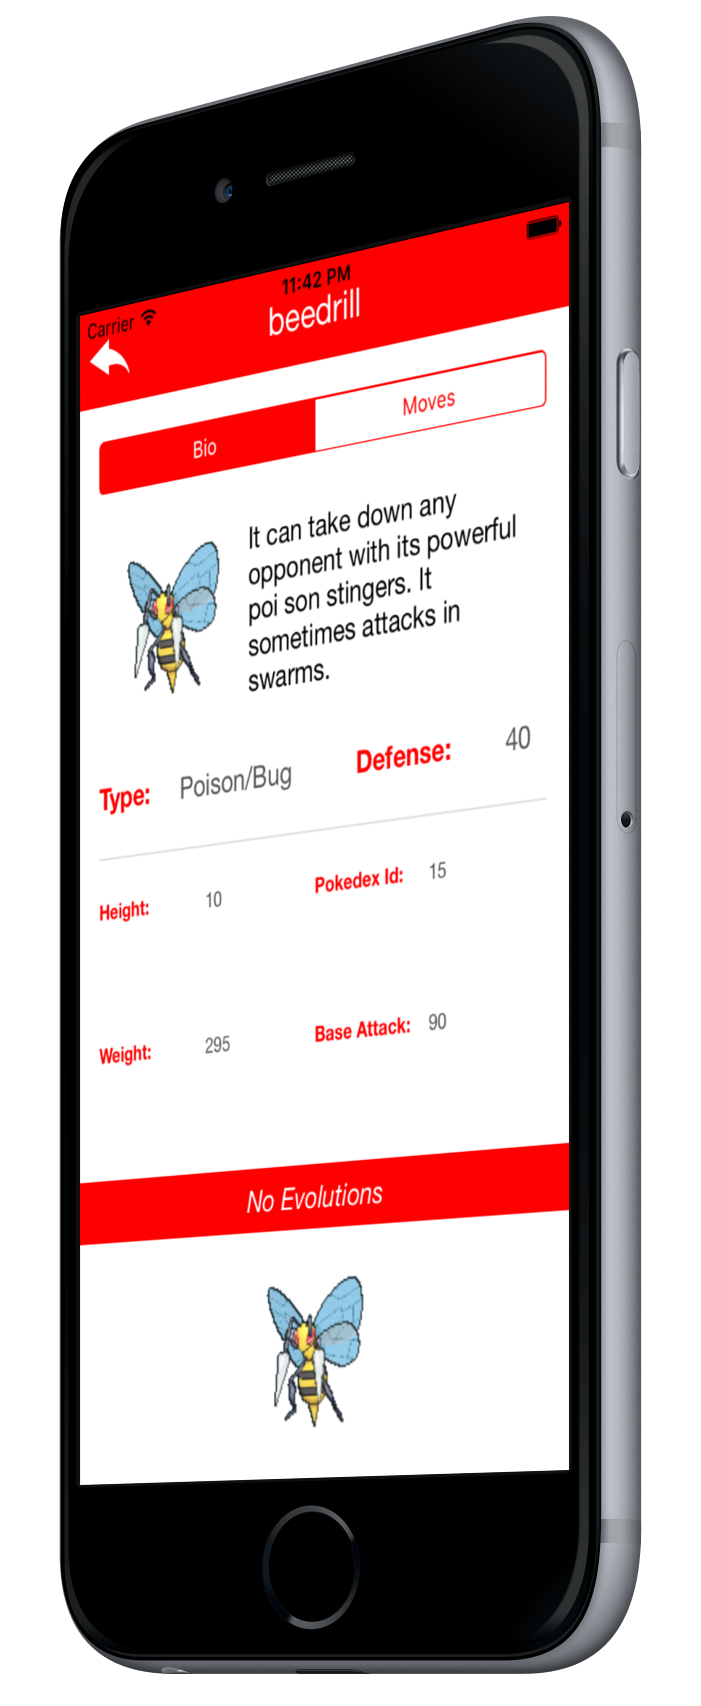 Carrier 11:42 PM
beedrill
Bio Moves
It can take down any
opponent with its powerful
poi son stingers. It
sometimes attacks in
swarms.
Type: Poison/Bug Defense: 40
Height: 10 Pokedex Id: 15
Weight: 295 Base Attack: 90
No Evolutions